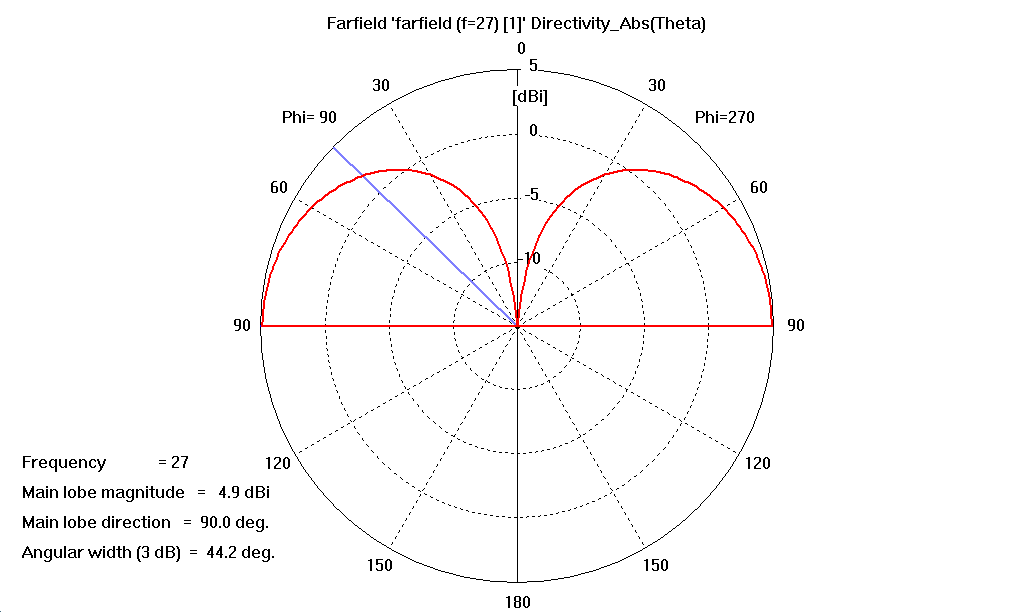 Farfield 'farfield (f=27) [1]' Directivity_Abs(Theta)
0
5
30
30
[dBi]
Phi= 90
Phi=270
0
60
60
-5
-10
90
90
120
120
Frequency = 27
Main lobe magnitude = 4.9 dBi
Main lobe direction = 90.0 deg.
Angular width (3 dB) = 44.2 deg.
150
150
180